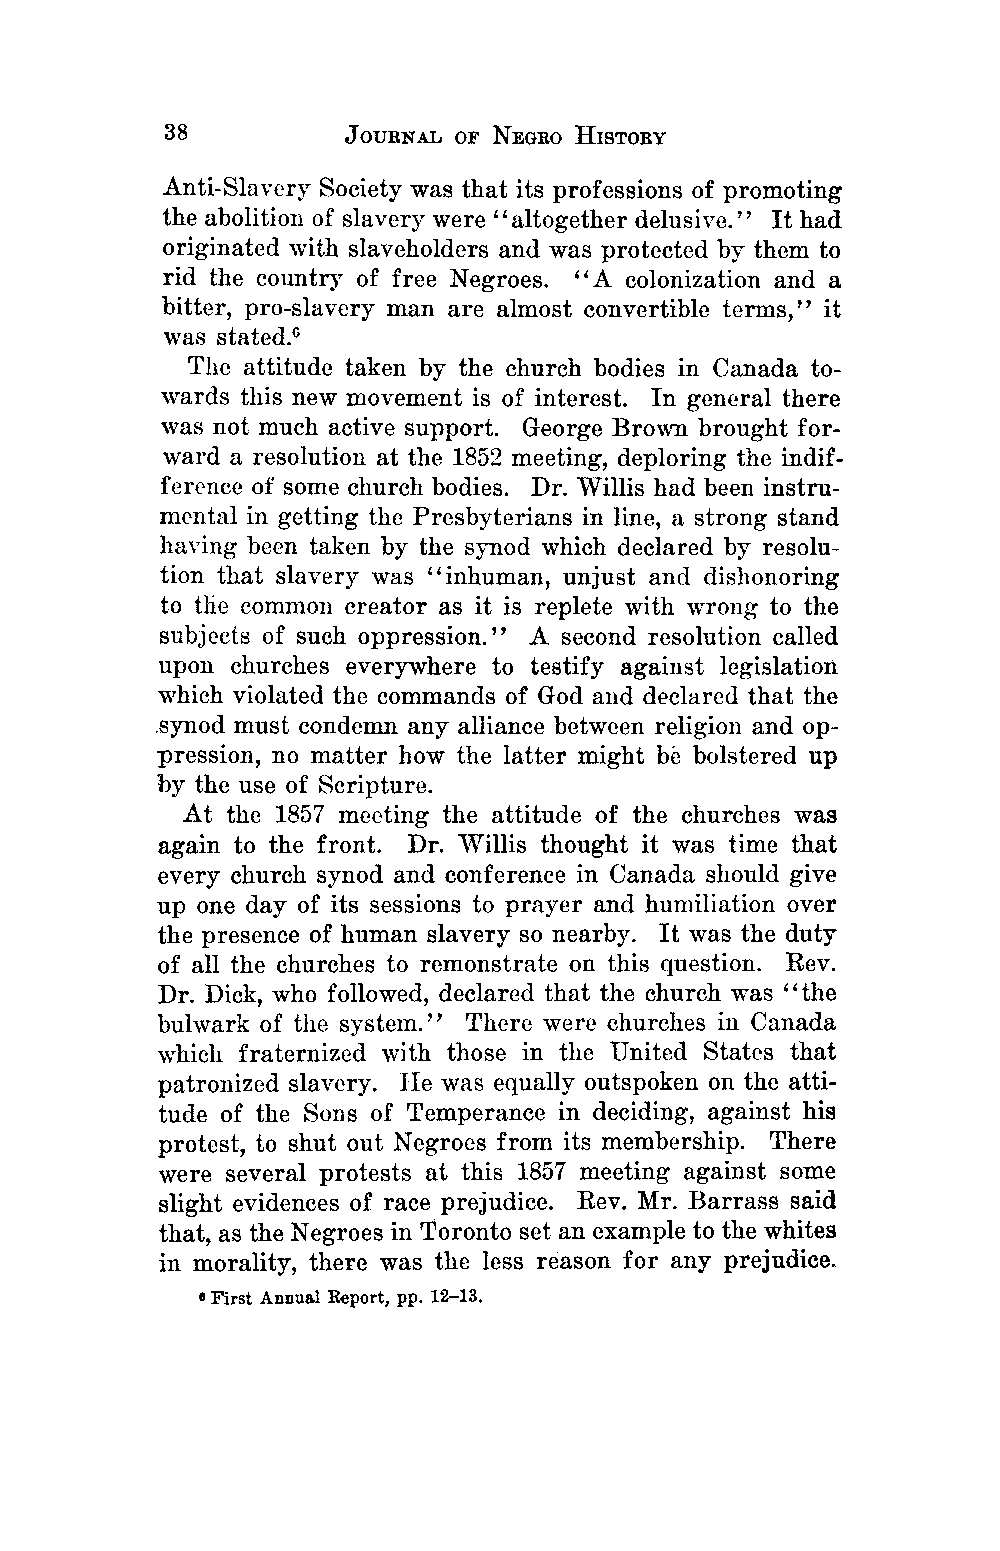 38 JOURNAL OF NEGRO HISTORY
Anti-Slavery Society was that its professions of promoting
the abolition of slavery were "altogether delusive." It had
originated with slaveholders and was protected by them to
rid the country of free Negroes. "A colonization and a
bitter, pro-slavery man are almost convertible terms," it
was stated.⁶
The attitude taken by the church bodies in Canada to-
wards this new movement is of interest. In general there
was not much active support. George Brown brought for-
ward a resolution at the 1852 meeting, deploring the indif-
ference of some church bodies. Dr. Willis had been instru-
mental in getting the Presbyterians in line, a strong stand
having been taken by the synod which declared by resolu-
tion that slavery was "inhuman, unjust and dishonoring
to the common creator as it is replete with wrong to the
subjects of such oppression." A second resolution called
upon churches everywhere to testify against legislation
which violated the commands of God and declared that the
synod must condemn any alliance between religion and op-
pression, no matter how the latter might be bolstered up
by the use of Scripture.
At the 1857 meeting the attitude of the churches was
again to the front. Dr. Willis thought it was time that
every church synod and conference in Canada should give
up one day of its sessions to prayer and humiliation over
the presence of human slavery so nearby. It was the duty
of all the churches to remonstrate on this question. Rev.
Dr. Dick, who followed, declared that the church was "the
bulwark of the system." There were churches in Canada
which fraternized with those in the United States that
patronized slavery. He was equally outspoken on the atti-
tude of the Sons of Temperance in deciding, against his
protest, to shut out Negroes from its membership. There
were several protests at this 1857 meeting against some
slight evidences of race prejudice. Rev. Mr. Barrass said
that, as the Negroes in Toronto set an example to the whites
in morality, there was the less reason for any prejudice.
⁶ First Annual Report, pp. 12–13.